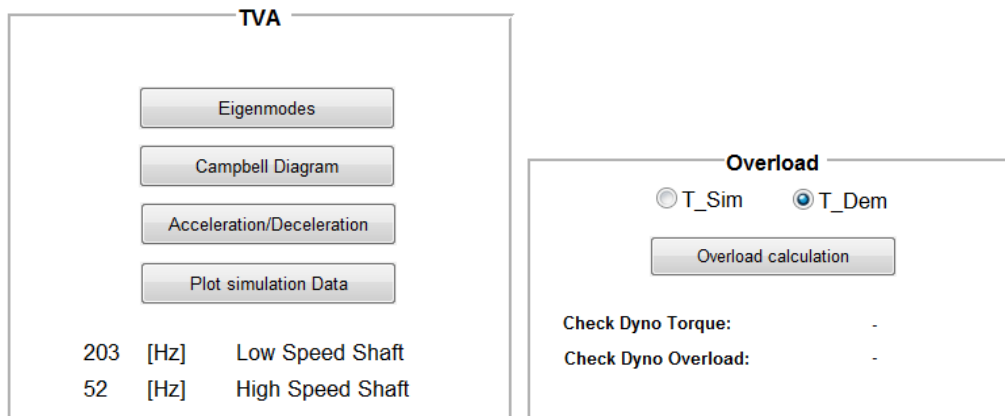 TVA
Eigenmodes
Campbell Diagram
Acceleration/Deceleration
Plot simulation Data
203 [Hz] Low Speed Shaft
52 [Hz] High Speed Shaft
Overload
T_Sim T_Dem
Overload calculation
Check Dyno Torque: -
Check Dyno Overload: -